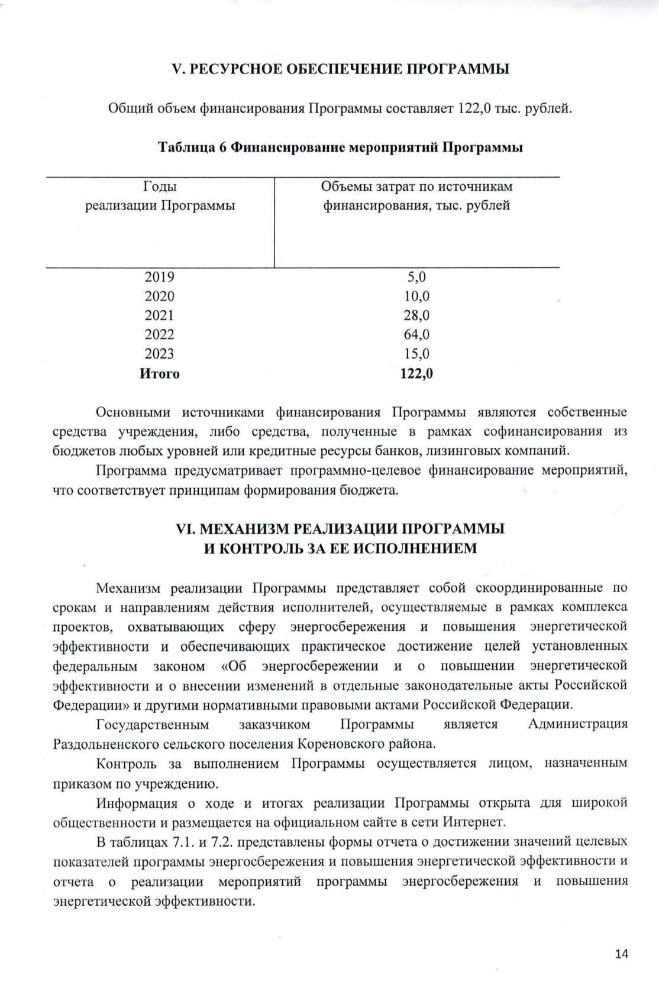 V. РЕСУРСНОЕ ОБЕСПЕЧЕНИЕ ПРОГРАММЫ
Общий объем финансирования Программы составляет 122,0 тыс. рублей.
Таблица 6 Финансирование мероприятий Программы
Годы Объемы затрат по источникам
реализации Программы финансирования, тыс. рублей
2019 5,0
2020 10,0
2021 28,0
2022 64,0
2023 15,0
Итого 122,0
Основными источниками финансирования Программы являются собственные
средства учреждения, либо средства, полученные в рамках софинансирования из
бюджетов любых уровней или кредитные ресурсы банков, лизинговых компаний.
Программа предусматривает программно-целевое финансирование мероприятий,
что соответствует принципам формирования бюджета.
VI. МЕХАНИЗМ РЕАЛИЗАЦИИ ПРОГРАММЫ
И КОНТРОЛЬ ЗА ЕЕ ИСПОЛНЕНИЕМ
Механизм реализации Программы представляет собой скоординированные по
срокам и направлениям действия исполнителей, осуществляемые в рамках комплекса
проектов, охватывающих сферу энергосбережения и повышения энергетической
эффективности и обеспечивающих практическое достижение целей установленных
федеральным законом «Об энергосбережении и о повышении энергетической
эффективности и о внесении изменений в отдельные законодательные акты Российской
Федерации» и другими нормативными правовыми актами Российской Федерации.
Государственным заказчиком Программы является Администрация
Раздольненского сельского поселения Кореновского района.
Контроль за выполнением Программы осуществляется лицом, назначенным
приказом по учреждению.
Информация о ходе и итогах реализации Программы открыта для широкой
общественности и размещается на официальном сайте в сети Интернет.
В таблицах 7.1. и 7.2. представлены формы отчета о достижении значений целевых
показателей программы энергосбережения и повышения энергетической эффективности и
отчета о реализации мероприятий программы энергосбережения и повышения
энергетической эффективности.
14